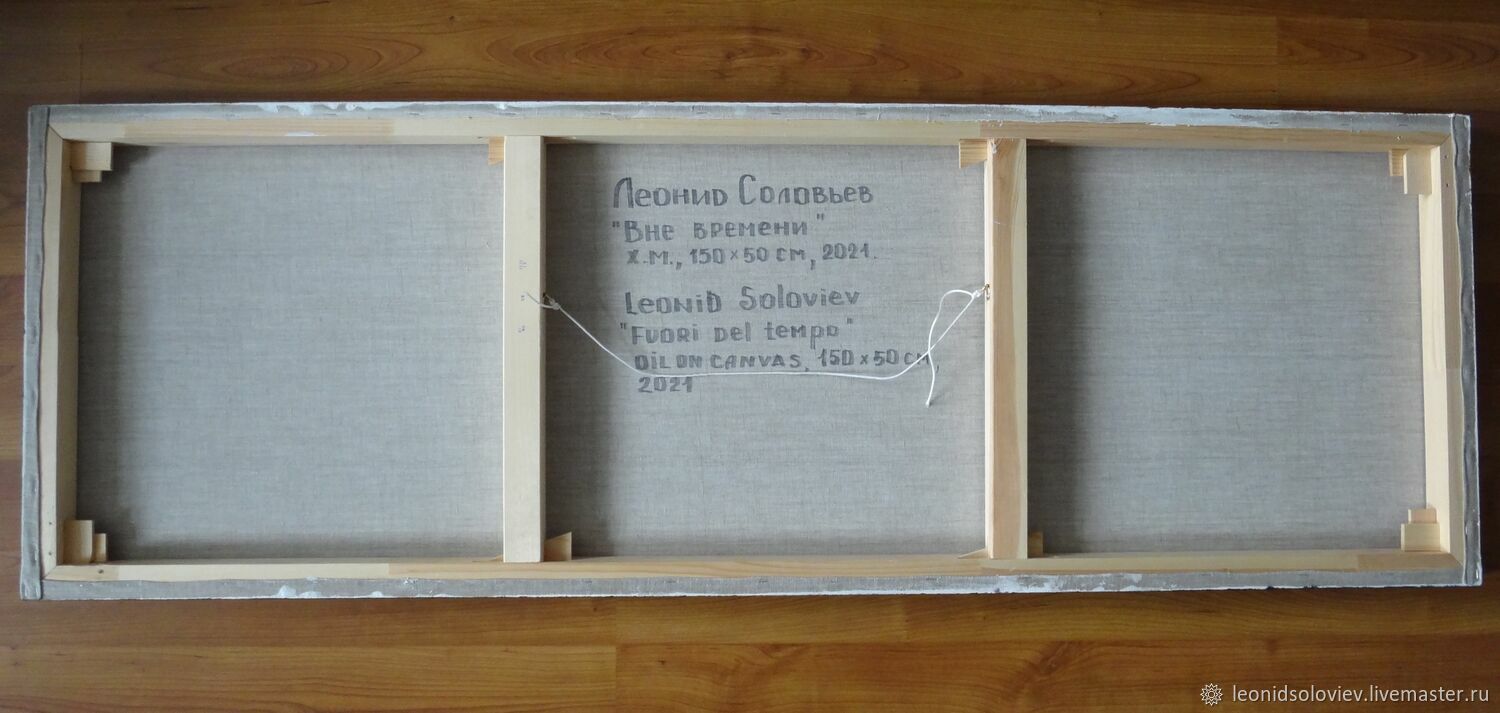 Леонид Соловьев
"Вне времени"
х.м., 150×50 см, 2021.
Leonid Soloviev
"Fuori del tempo"
oil on canvas, 150×50 см,
2021
leonidsoloviev.livemaster.ru